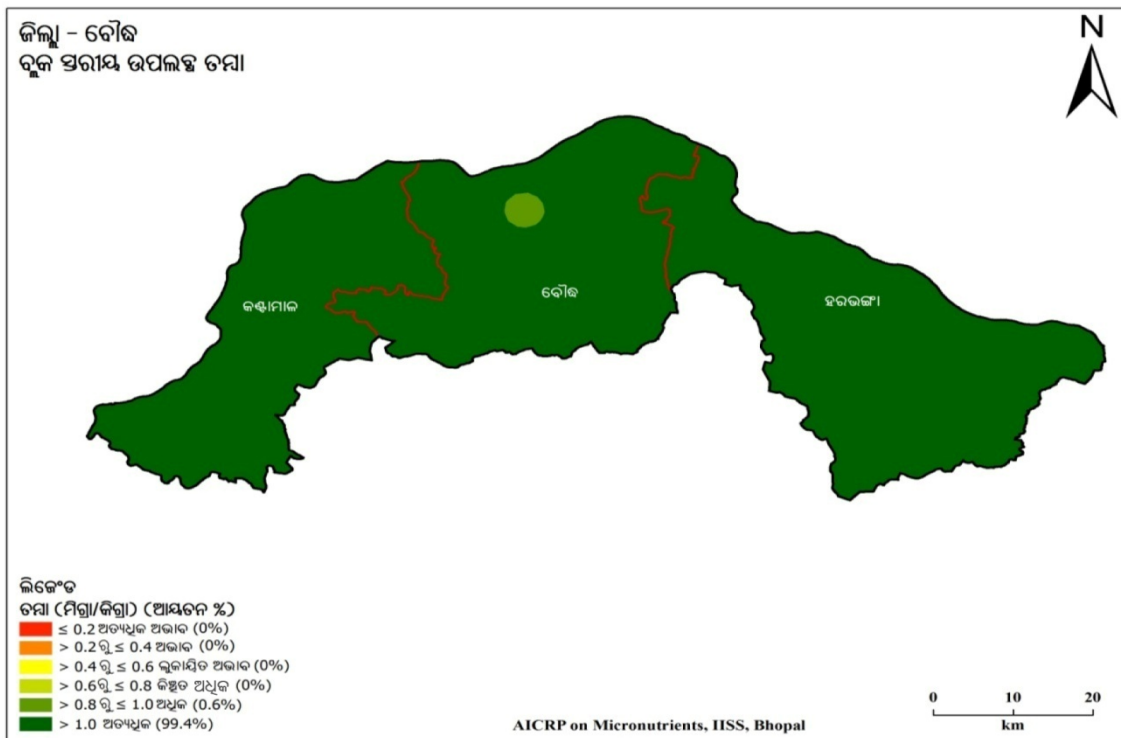 ଜିଲ୍ଲା - ବୌଦ୍ଧ
ବ୍ଲକ ସ୍ତରୀୟ ଉପଲବ୍ଧ ତମ୍ବା
N
କଣ୍ଟାମାଳ
ବୌଦ୍ଧ
ହରଭଙ୍ଗା
ଲିଜେଂଡ
ତମ୍ବା (ମିଗ୍ରା/କିଗ୍ରା) (ଆୟତନ %)
≤ 0.2 ଅତ୍ୟଧିକ ଅଭାବ (0%)
> 0.2 ରୁ ≤ 0.4 ଅଭାବ (0%)
> 0.4 ରୁ ≤ 0.6 ଲୁକାୟିତ ଅଭାବ (0%)
> 0.6 ରୁ ≤ 0.8 କିଞ୍ଚିତ ଅଧିକ (0%)
> 0.8 ରୁ ≤ 1.0 ଅଧିକ (0.6%)
> 1.0 ଅତ୍ୟଧିକ (99.4%)
AICRP on Micronutrients, IISS, Bhopal
0 10 20
km